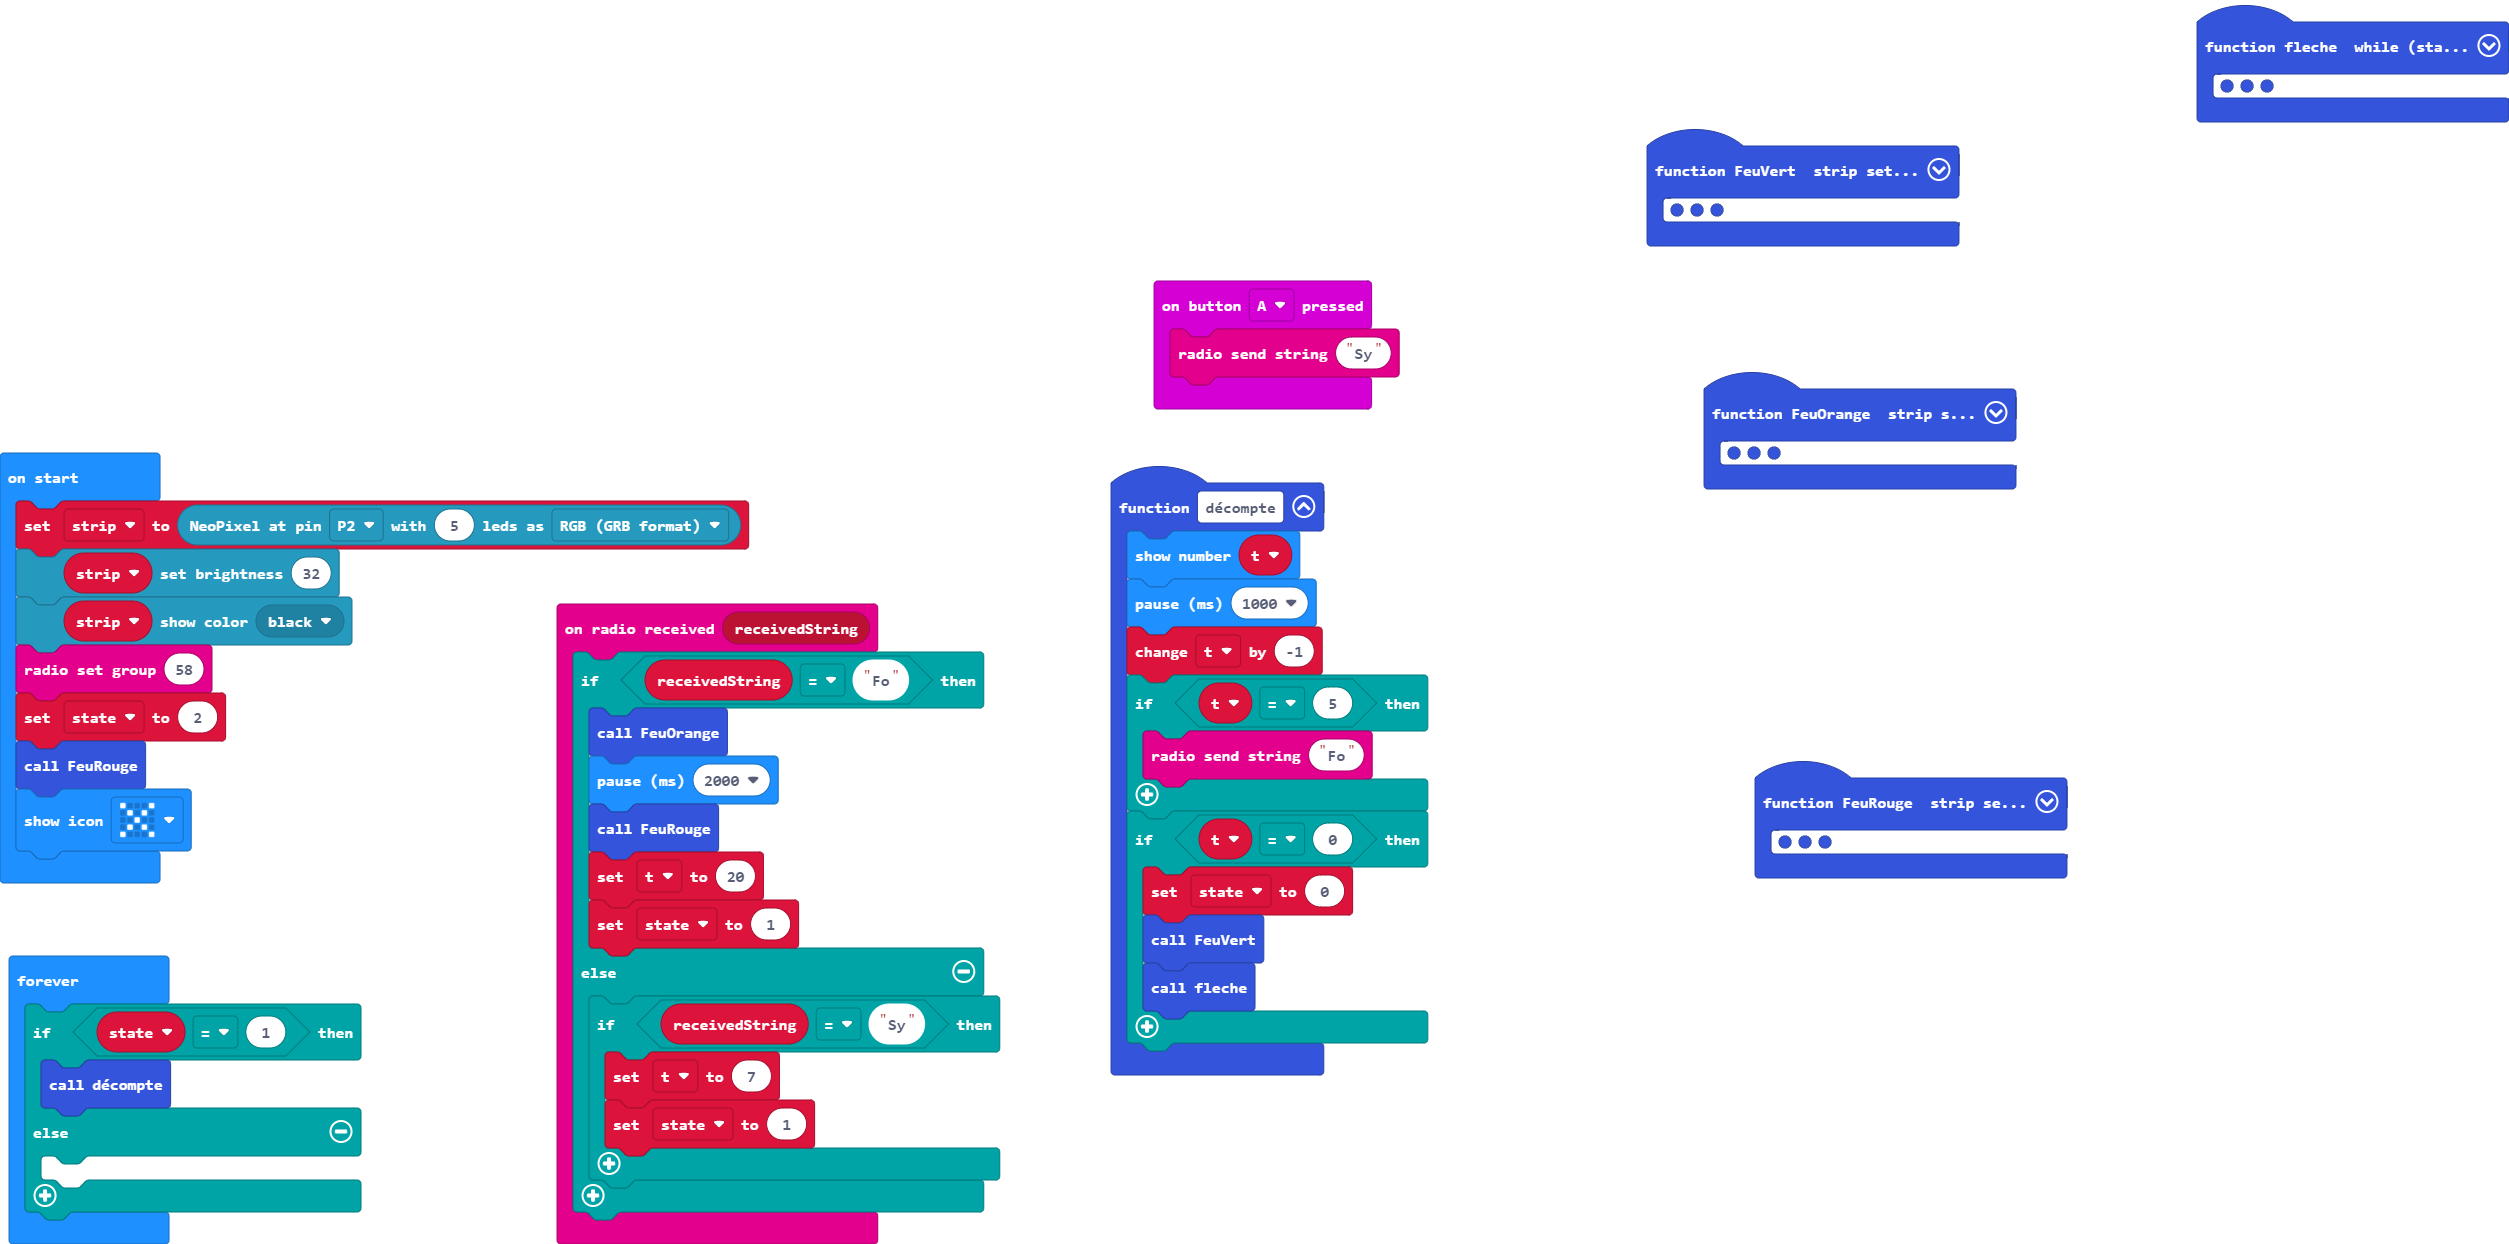 on start
set strip to NeoPixel at pin P2 with 5 leds as RGB (GRB format)
strip set brightness 32
strip show color black
radio set group 58
set state to 2
call FeuRouge
show icon
forever
if state = 1 then
call décompte
else
on radio received receivedString
if receivedString = "Fo" then
call FeuOrange
pause (ms) 2000
call FeuRouge
set t to 20
set state to 1
else
if receivedString = "Sy" then
set t to 7
set state to 1
on button A pressed
radio send string "Sy"
function décompte
show number t
pause (ms) 1000
change t by -1
if t = 5 then
radio send string "Fo"
if t = 0 then
set state to 0
call FeuVert
call fleche
function fleche while (sta...
function FeuVert strip set...
function FeuOrange strip s...
function FeuRouge strip se...